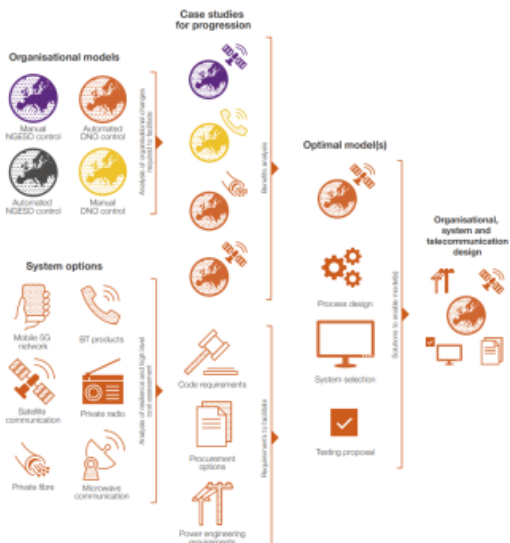 Case studies
for progression
Organisational models
Manual
NGESO control
Automated
DNO control
Automated
NGESO control
Manual
DNO control
Analysis of organisational changes
required to facilitate
Benefits analysis
Optimal model(s)
Process design
System selection
Testing proposal
Solutions to enable model(s)
Organisational,
system and
telecommunication
design
System options
Mobile 5G
network
BT products
Satellite
communication
Private radio
Private fibre
Microwave
communication
Analysis of resilience and high level
cost assessment
Code requirements
Procurement
options
Power engineering
requirements
Requirements to facilitate